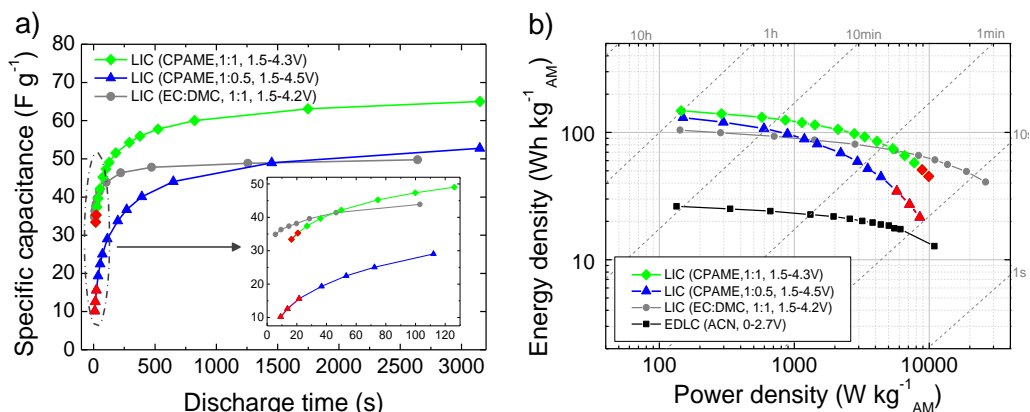 a)
Specific capacitance (F g⁻¹)
80
70
60
50
40
30
20
10
0
LIC (CPAME,1:1, 1.5-4.3V)
LIC (CPAME,1:0.5, 1.5-4.5V)
LIC (EC:DMC, 1:1, 1.5-4.2V)
50
40
30
20
10
0 20 40 60 80 100 120
0 500 1000 1500 2000 2500 3000
Discharge time (s)
b)
Energy density (Wh kg⁻¹AM)
10h 1h 10min 1min
100
10s
10
1s
LIC (CPAME,1:1, 1.5-4.3V)
LIC (CPAME,1:0.5, 1.5-4.5V)
LIC (EC:DMC, 1:1, 1.5-4.2V)
EDLC (ACN, 0-2.7V)
100 1000 10000
Power density (W kg⁻¹AM)